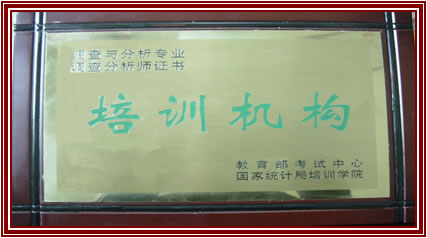 调查与分析专业
调查分析师证书
培训机构
教育部考试中心
国家统计局培训学院